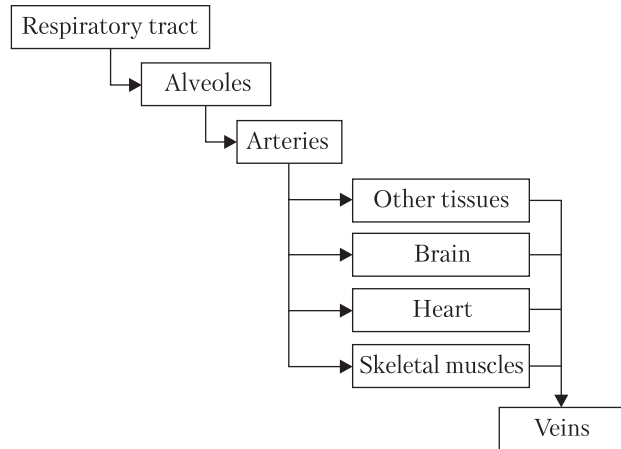 Respiratory tract
Alveoles
Arteries
Other tissues
Brain
Heart
Skeletal muscles
Veins